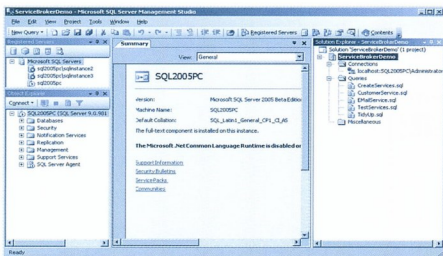 ServiceBrokerDemo - Microsoft SQL Server Management Studio
File Edit View Project Tools Window Help
New Query Registered Servers Contents
Registered Servers
Microsoft SQL Servers
sql2005pc\sqlinstance2
sql2005pc\sqlinstance3
sql2005pc
Object Explorer
Connect
SQL2005PC (SQL Server 9.0.981
Databases
Security
Notification Services
Replication
Management
Support Services
SQL Server Agent
Summary
View: General
SQL2005PC
Version: Microsoft SQL Server 2005 Beta Edition
Machine Name: SQL2005PC
Default Collation: SQL_Latin1_General_CP1_CI_AS
The full-text component is installed on this instance.
The Microsoft .Net Common Language Runtime is disabled on
Support Information
Security Bulletins
Service Packs
Communities
Solution Explorer - ServiceBrokerDemo
Solution 'ServiceBrokerDemo' (1 project)
ServiceBrokerDemo
Connections
localhost:SQL2005PC\Administrator
Queries
CreateServices.sql
CustomerService.sql
EMailService.sql
TestServices.sql
TidyUp.sql
Miscellaneous
Ready